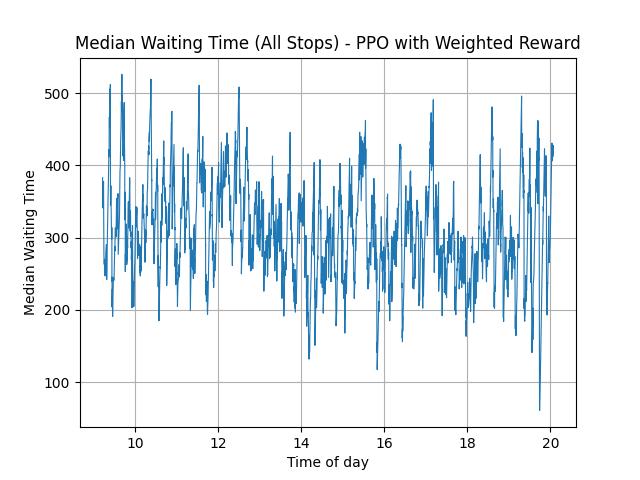 Median Waiting Time (All Stops) - PPO with Weighted Reward
500
400
300
200
100
Median Waiting Time
10 12 14 16 18 20
Time of day